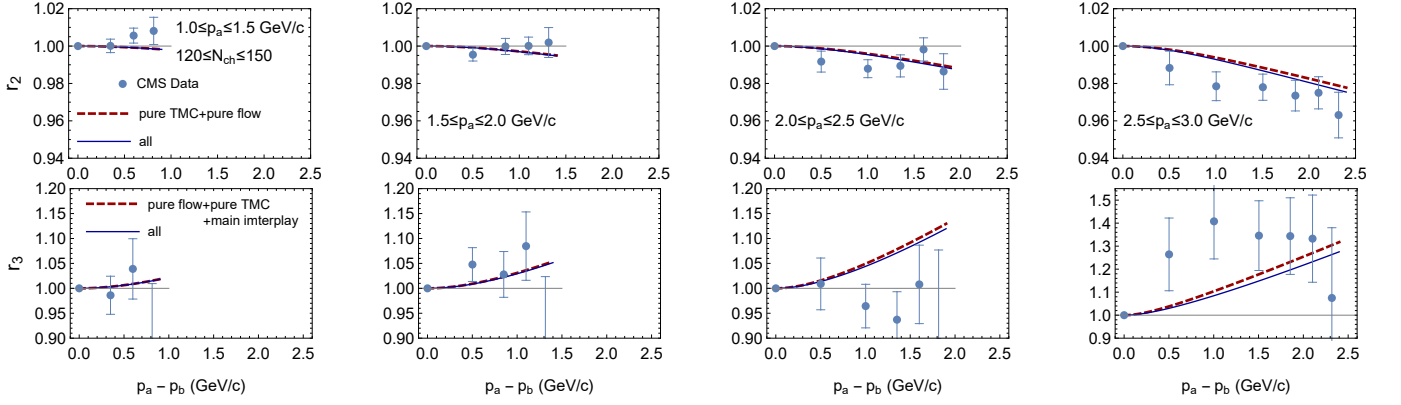 r₂
1.02
1.00
0.98
0.96
0.94
0.0 0.5 1.0 1.5 2.0 2.5
1.0≤pₐ≤1.5 GeV/c
120≤N_ch≤150
CMS Data
pure TMC+pure flow
all
1.02
1.00
0.98
0.96
0.94
0.0 0.5 1.0 1.5 2.0 2.5
1.5≤pₐ≤2.0 GeV/c
1.02
1.00
0.98
0.96
0.94
0.0 0.5 1.0 1.5 2.0 2.5
2.0≤pₐ≤2.5 GeV/c
1.02
1.00
0.98
0.96
0.94
0.0 0.5 1.0 1.5 2.0 2.5
2.5≤pₐ≤3.0 GeV/c
r₃
1.20
1.15
1.10
1.05
1.00
0.95
0.90
0.0 0.5 1.0 1.5 2.0 2.5
pure flow+pure TMC
+main imterplay
all
pₐ − p_b (GeV/c)
1.20
1.15
1.10
1.05
1.00
0.95
0.90
0.0 0.5 1.0 1.5 2.0 2.5
pₐ − p_b (GeV/c)
1.20
1.15
1.10
1.05
1.00
0.95
0.90
0.0 0.5 1.0 1.5 2.0 2.5
pₐ − p_b (GeV/c)
1.5
1.4
1.3
1.2
1.1
1.0
0.9
0.0 0.5 1.0 1.5 2.0 2.5
pₐ − p_b (GeV/c)